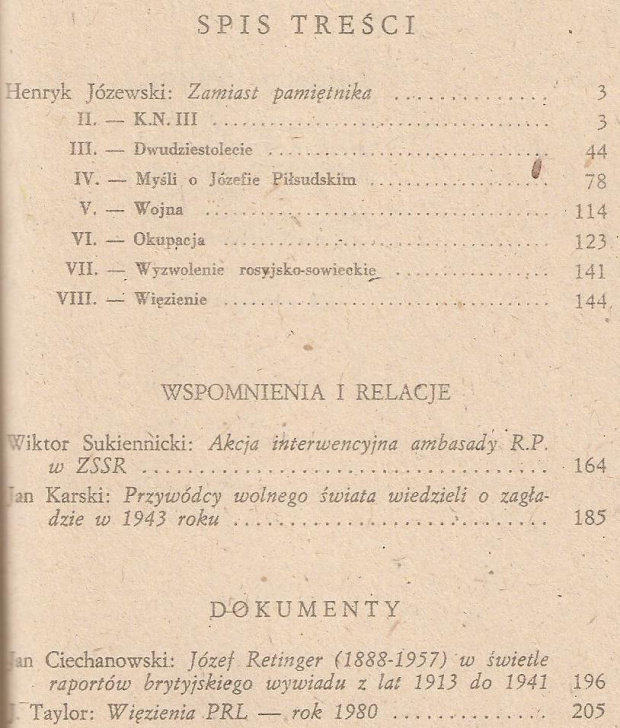 SPIS TREŚCI
Henryk Józewski: Zamiast pamiętnika .............. 3
II. — K.N. III .............................. 3
III. — Dwudziestolecie ......................... 44
IV. — Myśli o Józefie Piłsudskim ................ 78
V. — Wojna .............................. 114
VI. — Okupacja ............................ 123
VII. — Wyzwolenie rosyjsko-sowieckie ............. 141
VIII. — Więzienie ............................ 144
WSPOMNIENIA I RELACJE
Wiktor Sukiennicki: Akcja interwencyjna ambasady R.P.
w ZSSR .................................. 164
Jan Karski: Przywódcy wolnego świata wiedzieli o zagła-
dzie w 1943 roku .......................... 185
DOKUMENTY
Jan Ciechanowski: Józef Retinger (1888-1957) w świetle
raportów brytyjskiego wywiadu z lat 1913 do 1941 196
J. Taylor: Więzienia PRL — rok 1980 ............. 205